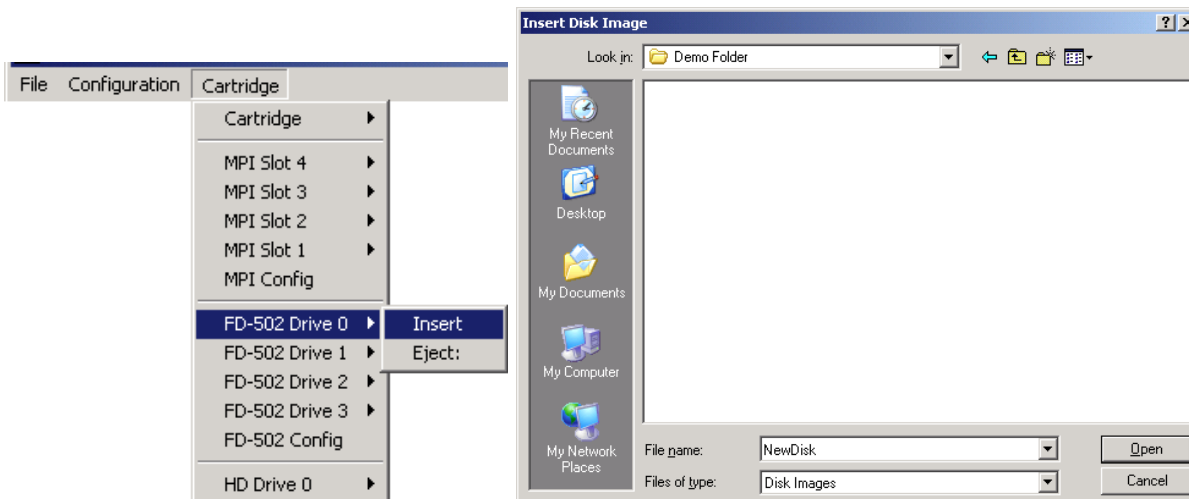 File Configuration Cartridge
Cartridge
MPI Slot 4
MPI Slot 3
MPI Slot 2
MPI Slot 1
MPI Config
FD-502 Drive 0
Insert
Eject:
FD-502 Drive 1
FD-502 Drive 2
FD-502 Drive 3
FD-502 Config
HD Drive 0
Insert Disk Image
Look in: Demo Folder
My Recent
Documents
Desktop
My Documents
My Computer
My Network
Places
File name: NewDisk Open
Files of type: Disk Images Cancel